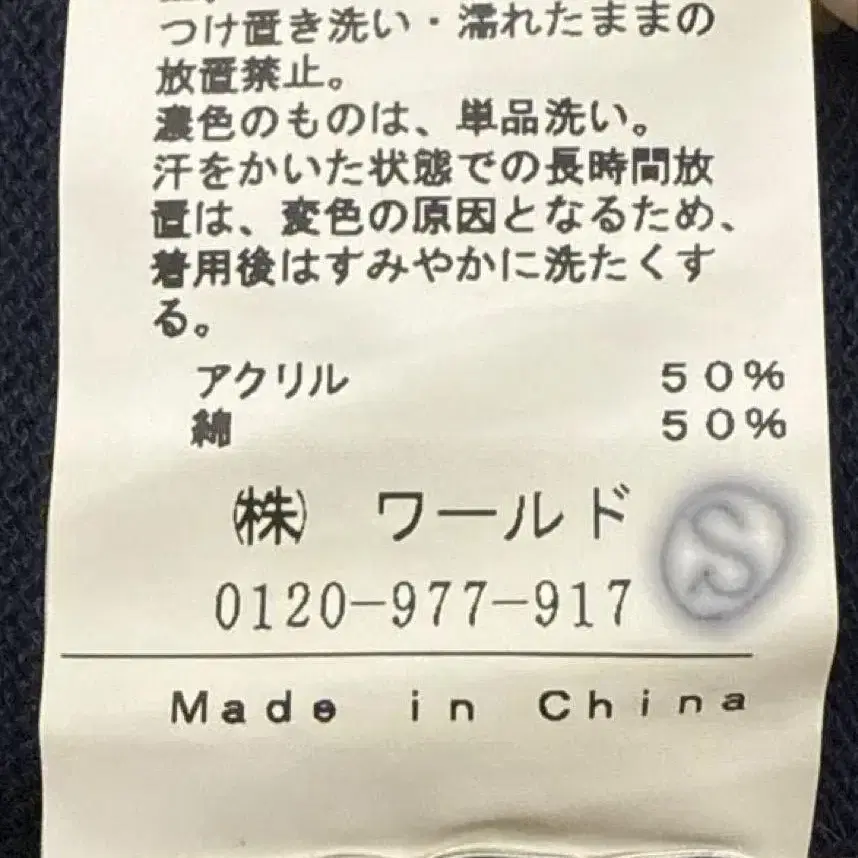 つけ置き洗い・濡れたままの
放置禁止。
濃色のものは、単品洗い。
汗をかいた状態での長時間放
置は、変色の原因となるため、
着用後はすみやかに洗たくす
る。
アクリル 50%
綿 50%
㈱ ワールド
S
0120-977-917
Made in China